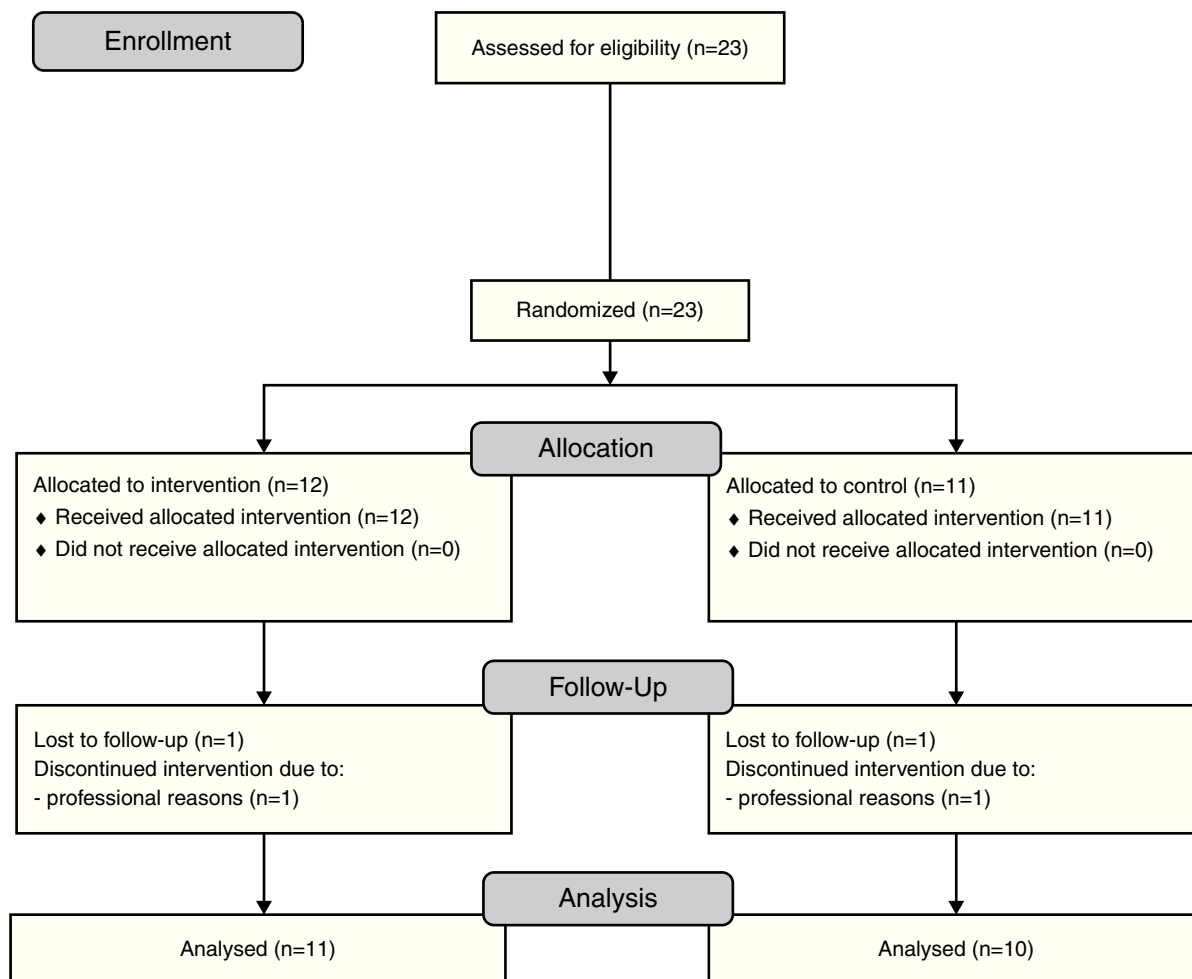 Enrollment
Assessed for eligibility (n=23)
Randomized (n=23)
Allocation
Allocated to intervention (n=12)
♦ Received allocated intervention (n=12)
♦ Did not receive allocated intervention (n=0)
Allocated to control (n=11)
♦ Received allocated intervention (n=11)
♦ Did not receive allocated intervention (n=0)
Follow-Up
Lost to follow-up (n=1)
Discontinued intervention due to:
- professional reasons (n=1)
Lost to follow-up (n=1)
Discontinued intervention due to:
- professional reasons (n=1)
Analysis
Analysed (n=11)
Analysed (n=10)